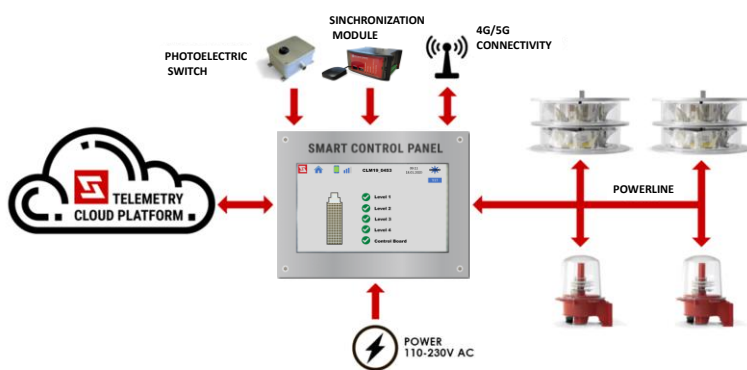 SINCHRONIZATION
MODULE
4G/5G
CONNECTIVITY
PHOTOELECTRIC
SWITCH
SMART CONTROL PANEL
CLM19_0403
Level 1
Level 2
Level 3
Level 4
Control Board
TELEMETRY
CLOUD PLATFORM
POWERLINE
POWER
110-230V AC